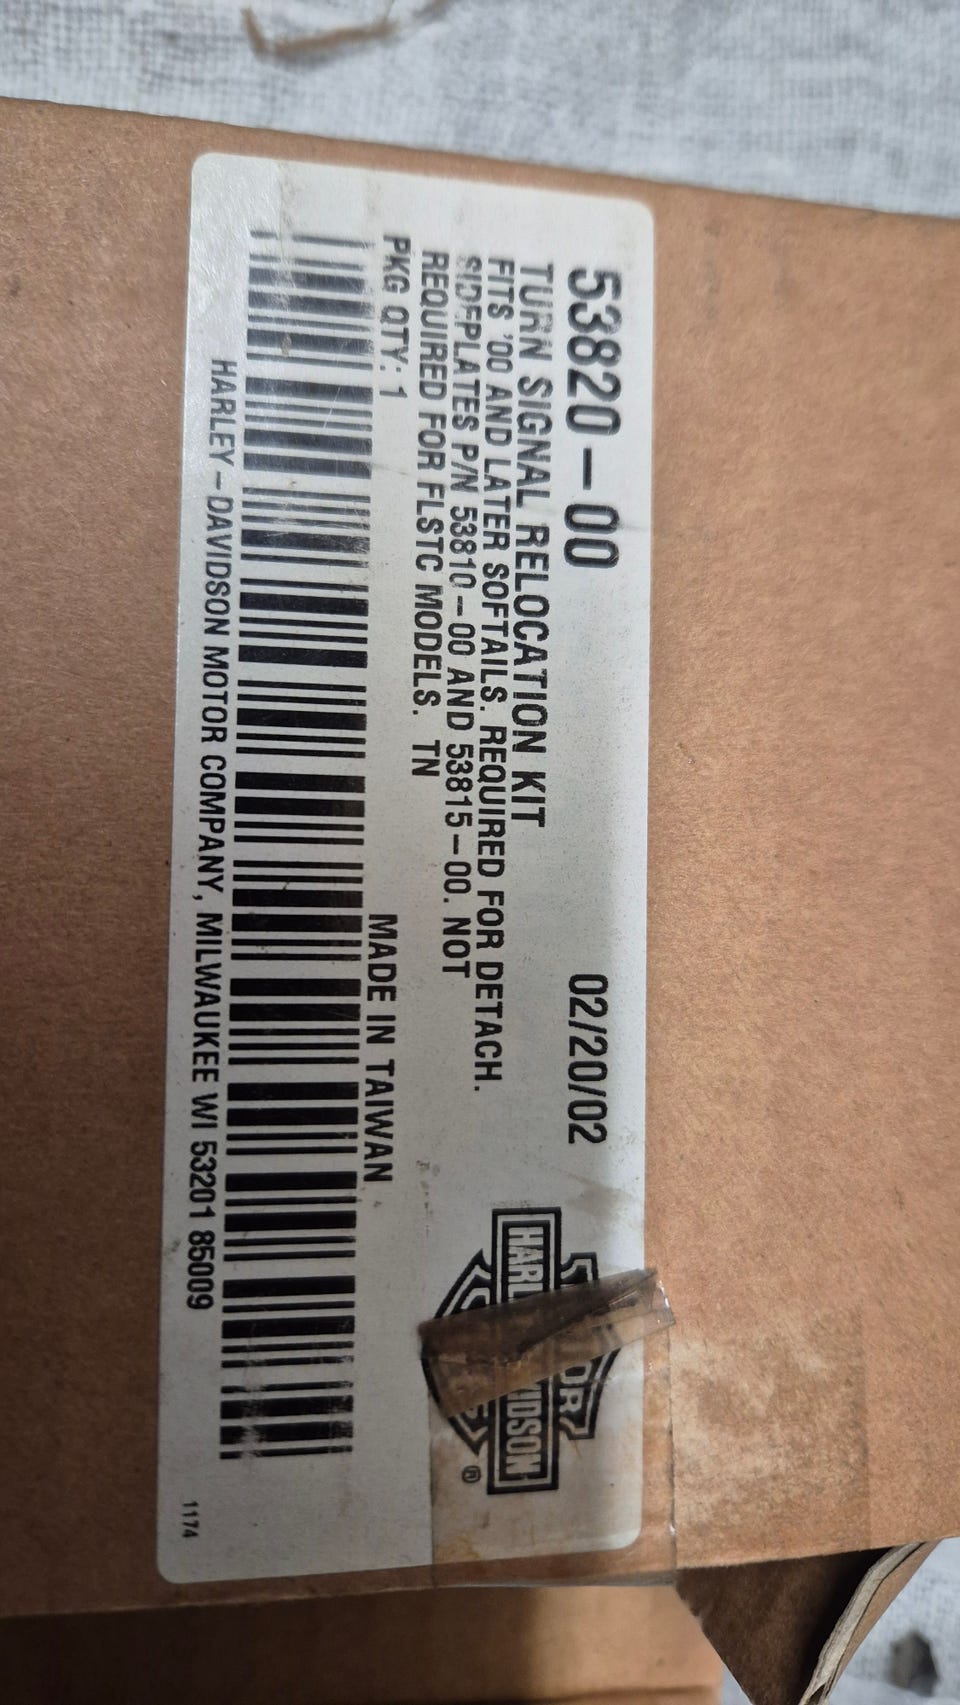 53820-00
02/20/02
TURN SIGNAL RELOCATION KIT
FITS '00 AND LATER SOFTAILS. REQUIRED FOR DETACH.
SIDEPLATES P/N 53810-00 AND 53815-00. NOT
REQUIRED FOR FLSTC MODELS. TN
PKG QTY: 1
MADE IN TAIWAN
HARLEY-DAVIDSON MOTOR COMPANY, MILWAUKEE WI 53201 85009
1174
®